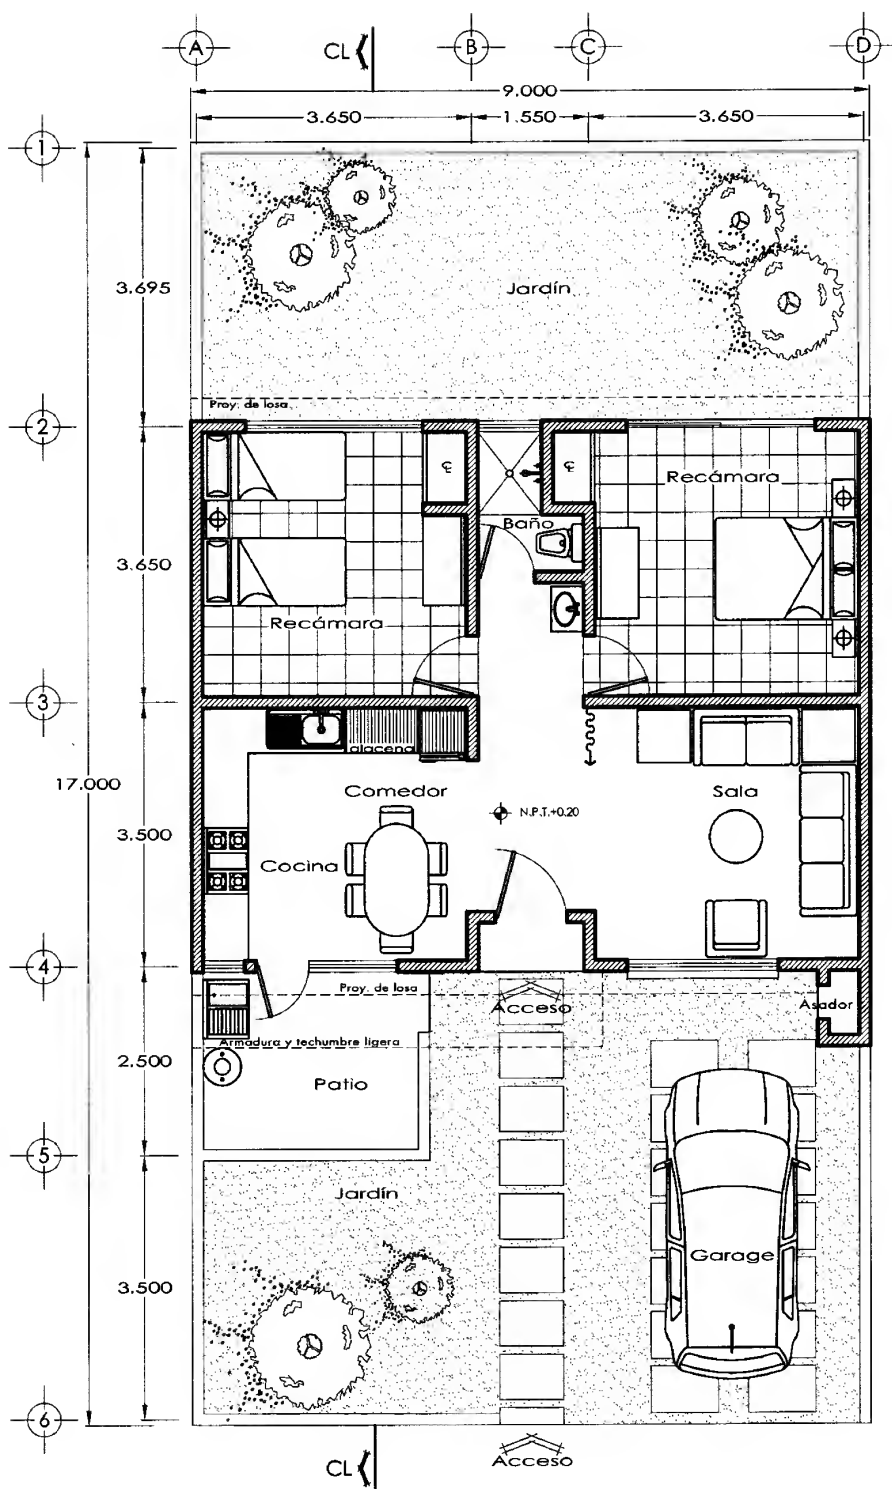 A
CL
B
C
D
9.000
3.650
1.550
3.650
1
3.695
Jardín
Proy. de losa
2
Recámara
Baño
3.650
Recámara
3
alacena
17.000
Comedor
Sala
N.P.T.+0.20
3.500
Cocina
4
Proy. de losa
Acceso
Asador
Armadura y techumbre ligera
2.500
Patio
5
Jardín
Garage
3.500
6
CL
Acceso